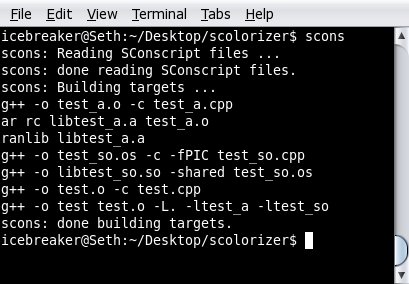 File Edit View Terminal Tabs Help
icebreaker@Seth:~/Desktop/scolorizer$ scons
scons: Reading SConscript files ...
scons: done reading SConscript files.
scons: Building targets ...
g++ -o test_a.o -c test_a.cpp
ar rc libtest_a.a test_a.o
ranlib libtest_a.a
g++ -o test_so.os -c -fPIC test_so.cpp
g++ -o libtest_so.so -shared test_so.os
g++ -o test.o -c test.cpp
g++ -o test test.o -L. -ltest_a -ltest_so
scons: done building targets.
icebreaker@Seth:~/Desktop/scolorizer$